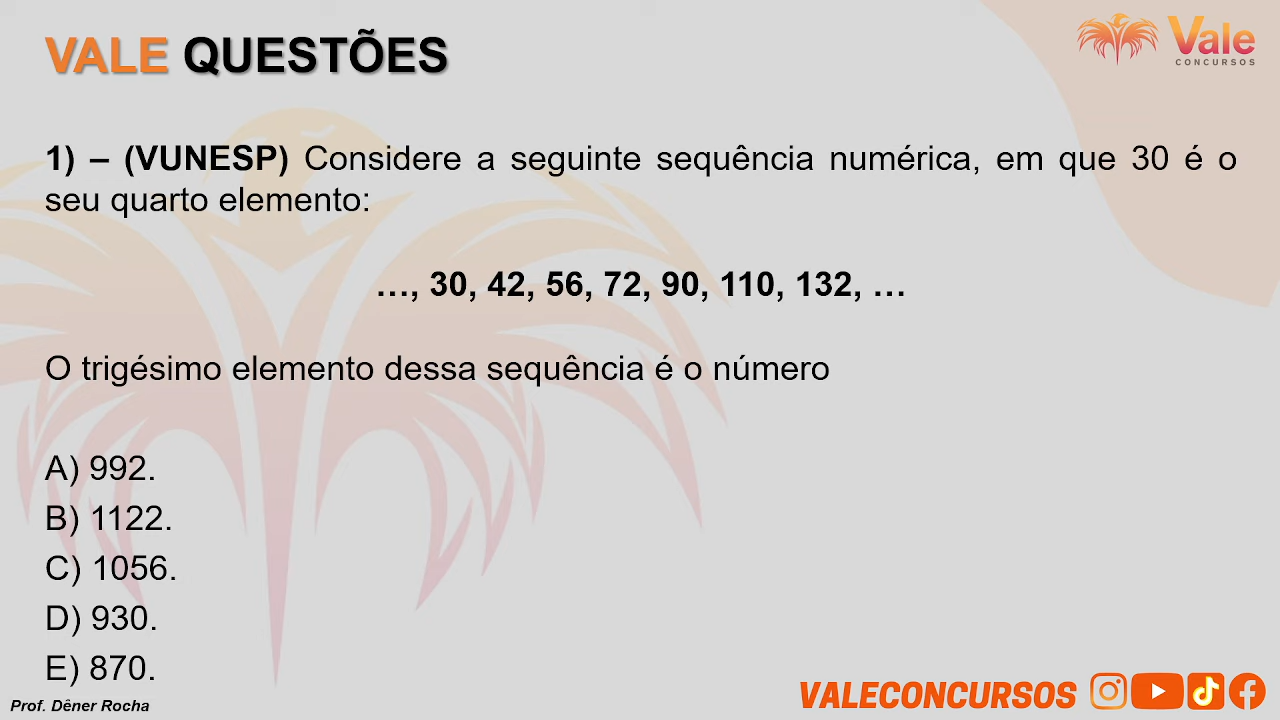 VALE QUESTÕES
Vale
CONCURSOS
1) – (VUNESP) Considere a seguinte sequência numérica, em que 30 é o
seu quarto elemento:
…, 30, 42, 56, 72, 90, 110, 132, …
O trigésimo elemento dessa sequência é o número
A) 992.
B) 1122.
C) 1056.
D) 930.
E) 870.
Prof. Dêner Rocha
VALECONCURSOS